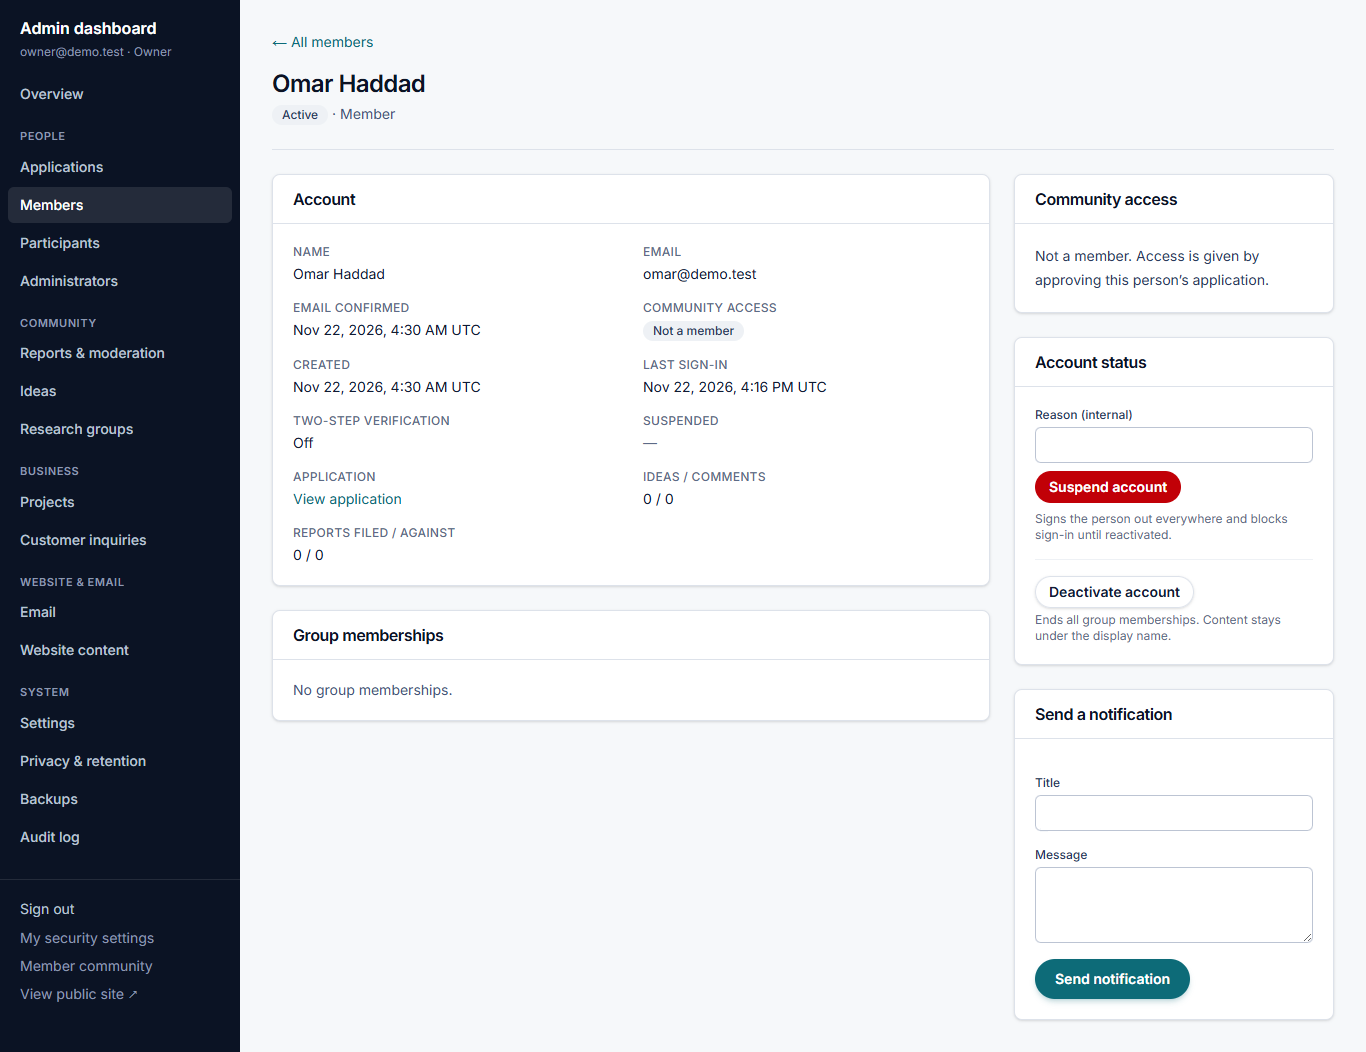 Admin dashboard
owner@demo.test · Owner
Overview
PEOPLE
Applications
Members
Participants
Administrators
COMMUNITY
Reports & moderation
Ideas
Research groups
BUSINESS
Projects
Customer inquiries
WEBSITE & EMAIL
Email
Website content
SYSTEM
Settings
Privacy & retention
Backups
Audit log
Sign out
My security settings
Member community
View public site ↗
← All members
Omar Haddad
Active · Member
Account
NAME
Omar Haddad
EMAIL
omar@demo.test
EMAIL CONFIRMED
Nov 22, 2026, 4:30 AM UTC
COMMUNITY ACCESS
Not a member
CREATED
Nov 22, 2026, 4:30 AM UTC
LAST SIGN-IN
Nov 22, 2026, 4:16 PM UTC
TWO-STEP VERIFICATION
Off
SUSPENDED
—
APPLICATION
View application
IDEAS / COMMENTS
0 / 0
REPORTS FILED / AGAINST
0 / 0
Group memberships
No group memberships.
Community access
Not a member. Access is given by
approving this person’s application.
Account status
Reason (internal)
Suspend account
Signs the person out everywhere and blocks
sign-in until reactivated.
Deactivate account
Ends all group memberships. Content stays
under the display name.
Send a notification
Title
Message
Send notification